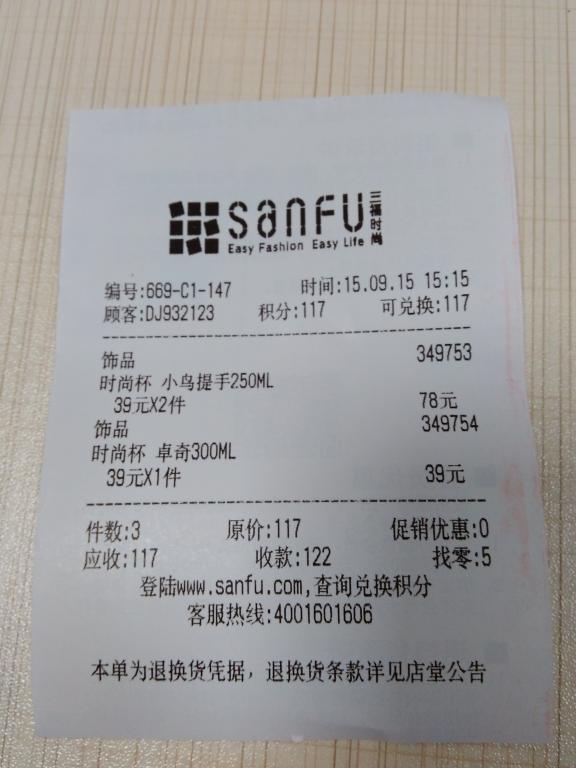 SANFU 三福时尚
Easy Fashion Easy Life
编号:669-C1-147 时间:15.09.15 15:15
顾客:DJ932123 积分:117 可兑换:117
饰品 349753
时尚杯 小鸟提手250ML
39元X2件 78元
饰品 349754
时尚杯 卓奇300ML
39元X1件 39元
件数:3 原价:117 促销优惠:0
应收:117 收款:122 找零:5
登陆www.sanfu.com,查询兑换积分
客服热线:4001601606
本单为退换货凭据，退换货条款详见店堂公告